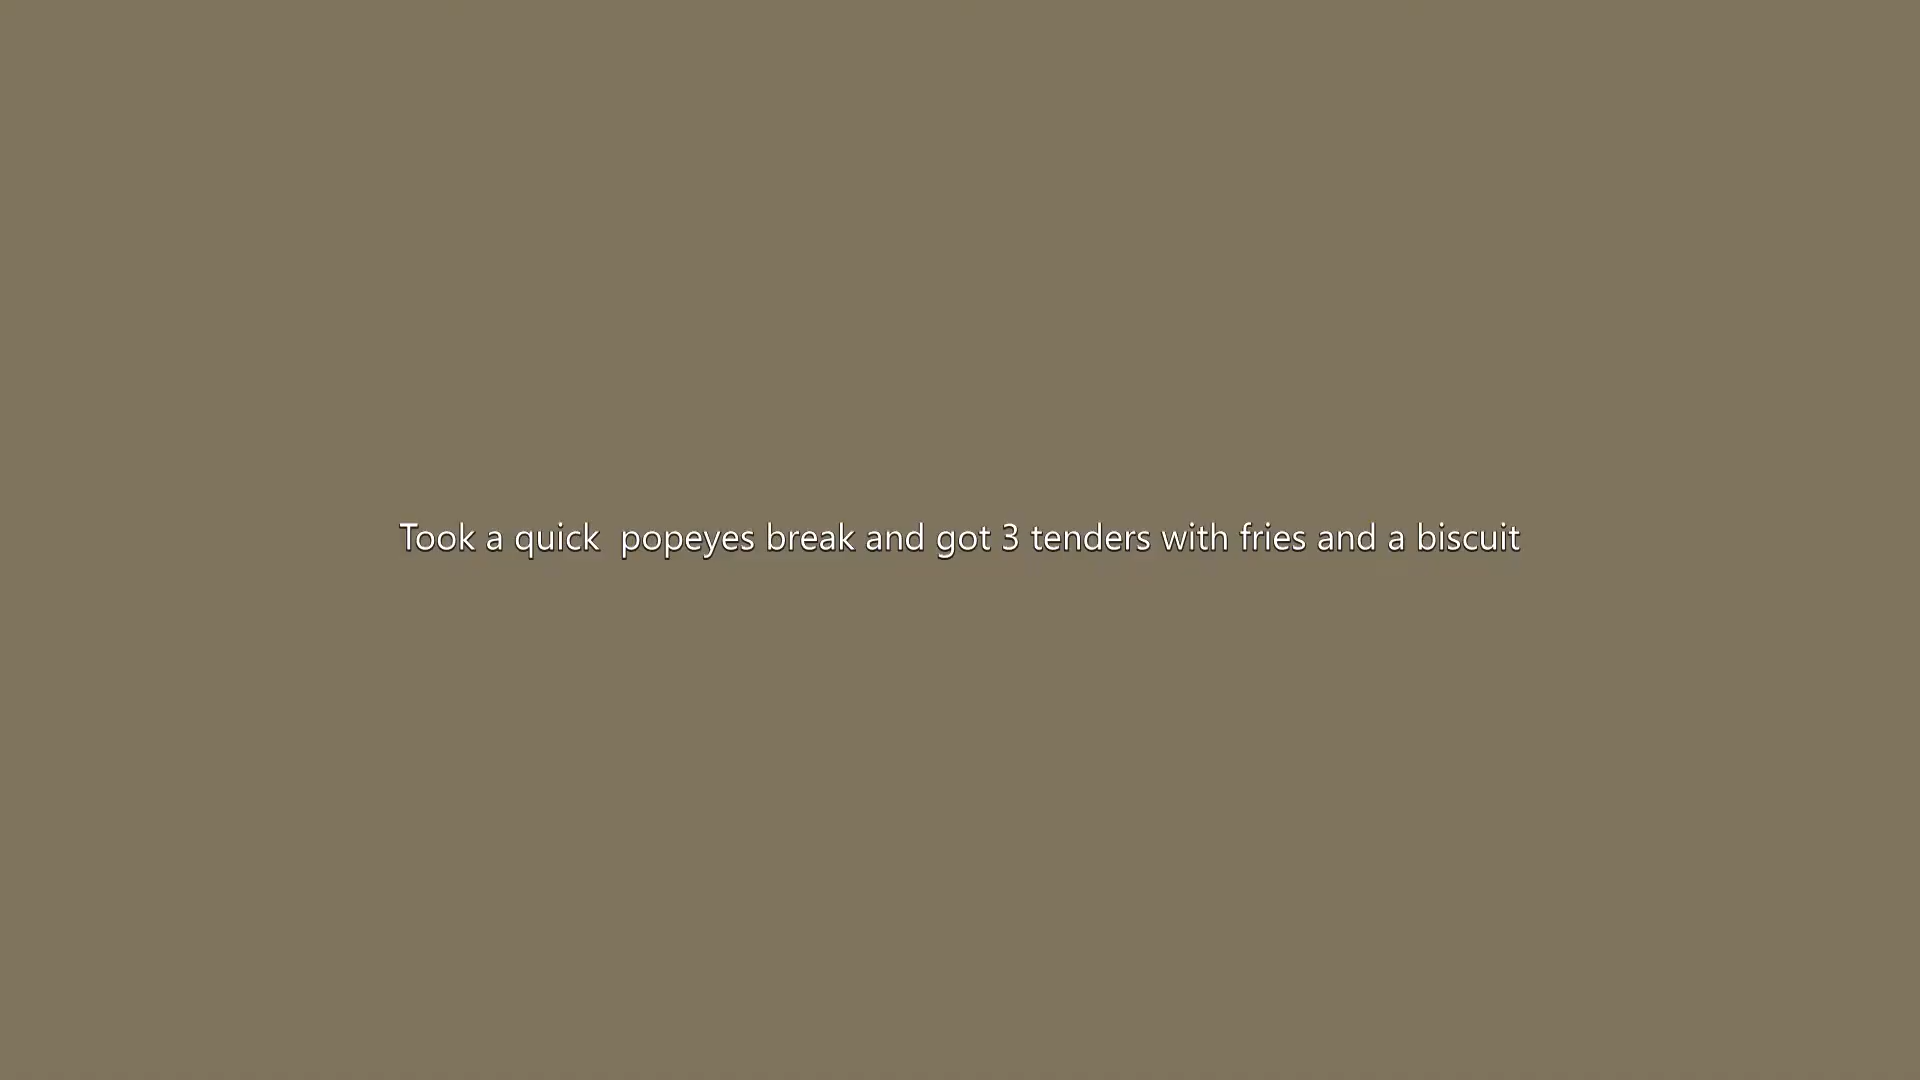 Took a quick  popeyes break and got 3 tenders with fries and a biscuit